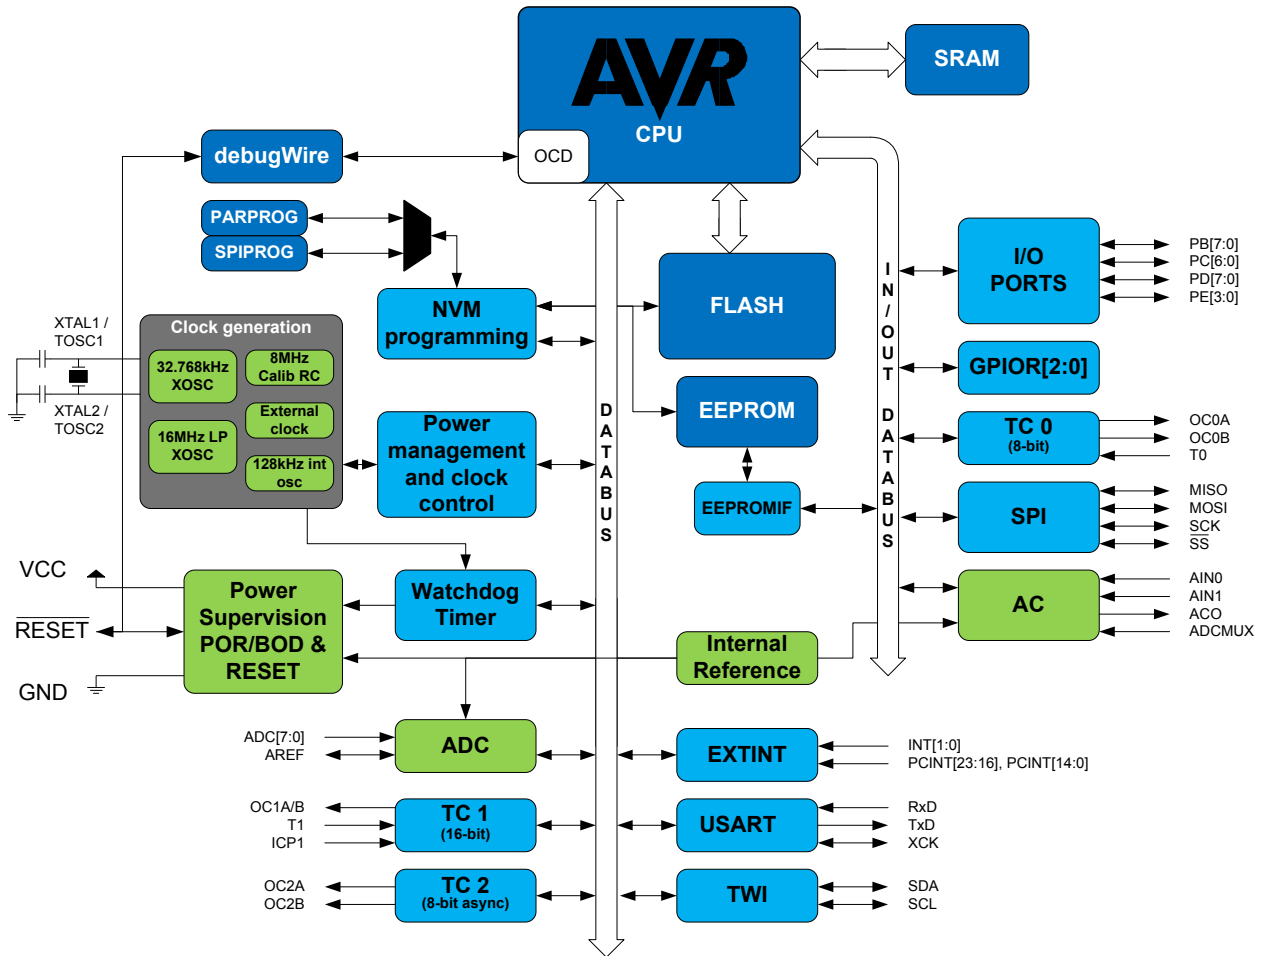 AVR
CPU
OCD
SRAM
debugWire
PARPROG
SPIPROG
NVM
programming
FLASH
I/O
PORTS
PB[7:0]
PC[6:0]
PD[7:0]
PE[3:0]
IN/OUT DATABUS
GPIOR[2:0]
XTAL1 /
TOSC1
XTAL2 /
TOSC2
Clock generation
32.768kHz
XOSC
8MHz
Calib RC
External
clock
16MHz LP
XOSC
128kHz int
osc
Power
management
and clock
control
DATABUS
EEPROM
EEPROMIF
TC 0
(8-bit)
OC0A
OC0B
T0
SPI
MISO
MOSI
SCK
SS
VCC
RESET
GND
Power
Supervision
POR/BOD &
RESET
Watchdog
Timer
Internal
Reference
AC
AIN0
AIN1
ACO
ADCMUX
ADC[7:0]
AREF
ADC
EXTINT
INT[1:0]
PCINT[23:16], PCINT[14:0]
OC1A/B
T1
ICP1
TC 1
(16-bit)
USART
RxD
TxD
XCK
OC2A
OC2B
TC 2
(8-bit async)
TWI
SDA
SCL